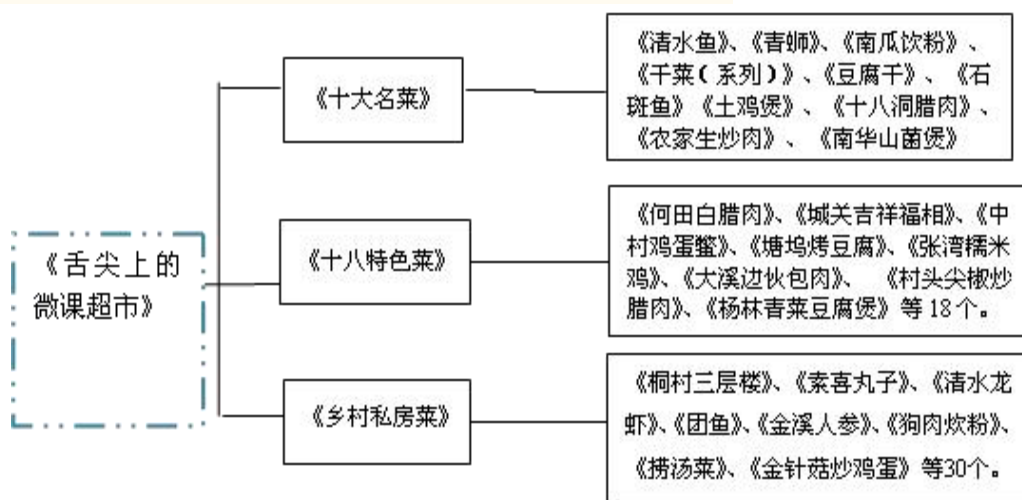 《舌尖上的
微课超市》
《十大名菜》
《清水鱼》、《青蛳》、《南瓜饮粉》、
《干菜(系列)》、《豆腐干》、《石
斑鱼》《土鸡煲》、《十八洞腊肉》、
《农家生炒肉》、《南华山菌煲》
《十八特色菜》
《何田白腊肉》、《城关吉祥福相》、《中
村鸡蛋鳖》、《塘坞烤豆腐》、《张湾糯米
鸡》、《大溪边伙包肉》、《村头尖椒炒
腊肉》、《杨林青菜豆腐煲》等18个。
《乡村私房菜》
《桐村三层楼》、《索喜丸子》、《清水龙
虾》、《团鱼》、《金溪人参》、《狗肉炊粉》、
《捞汤菜》、《金针菇炒鸡蛋》等30个。